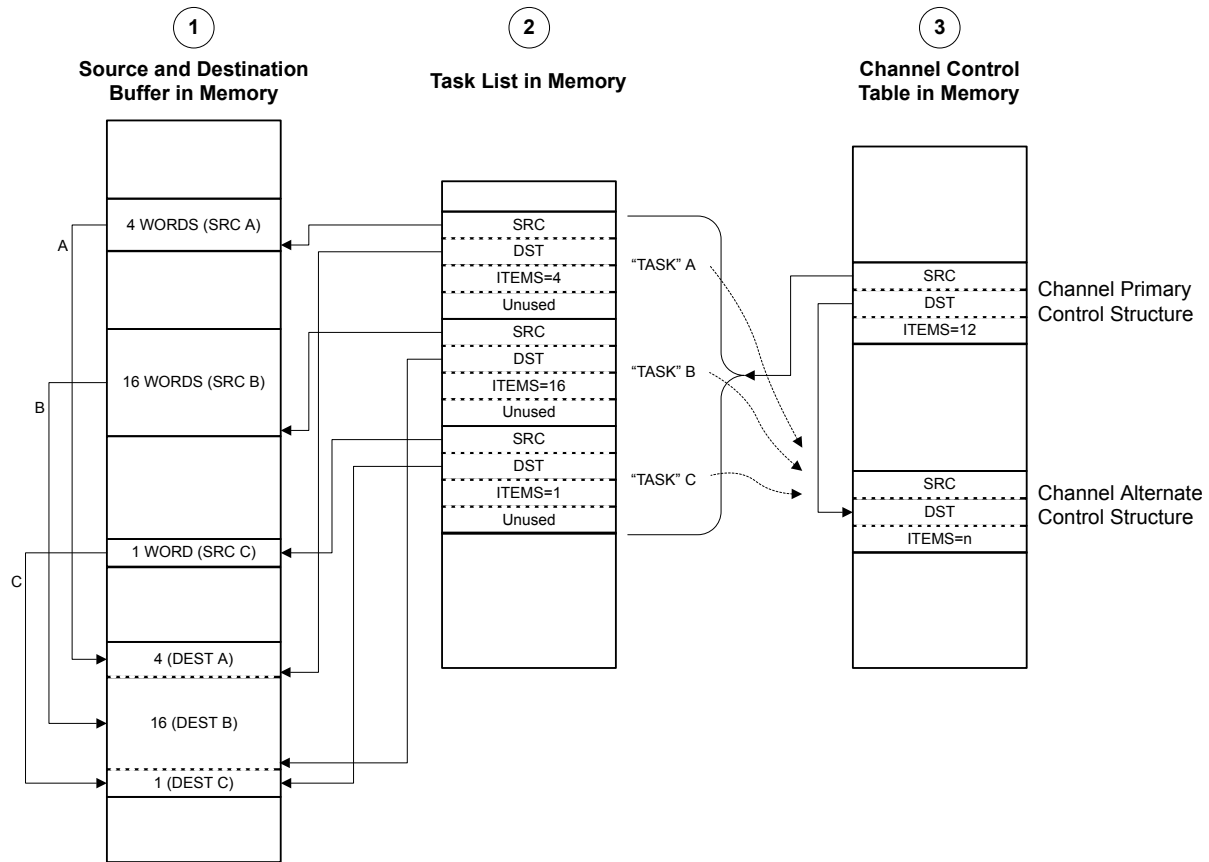 1
Source and Destination
Buffer in Memory
4 WORDS (SRC A)
A
16 WORDS (SRC B)
B
1 WORD (SRC C)
C
4 (DEST A)
16 (DEST B)
1 (DEST C)
2
Task List in Memory
SRC
DST
ITEMS=4
Unused
SRC
DST
ITEMS=16
Unused
SRC
DST
ITEMS=1
Unused
“TASK” A
“TASK” B
“TASK” C
3
Channel Control
Table in Memory
SRC
DST
ITEMS=12
Channel Primary
Control Structure
SRC
DST
ITEMS=n
Channel Alternate
Control Structure